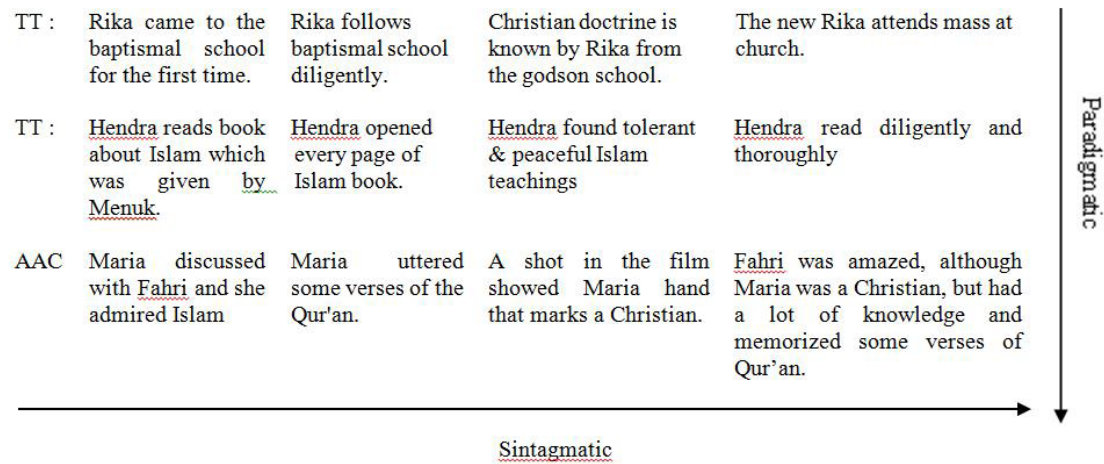 TT : Rika came to the baptismal school for the first time.
Rika follows baptismal school diligently.
Christian doctrine is known by Rika from the godson school.
The new Rika attends mass at church.
TT : Hendra reads book about Islam which was given by Menuk.
Hendra opened every page of Islam book.
Hendra found tolerant & peaceful Islam teachings
Hendra read diligently and thoroughly
AAC Maria discussed with Fahri and she admired Islam
Maria uttered some verses of the Qur'an.
A shot in the film showed Maria hand that marks a Christian.
Fahri was amazed, although Maria was a Christian, but had a lot of knowledge and memorized some verses of Qur’an.
Paradigmatic
Sintagmatic